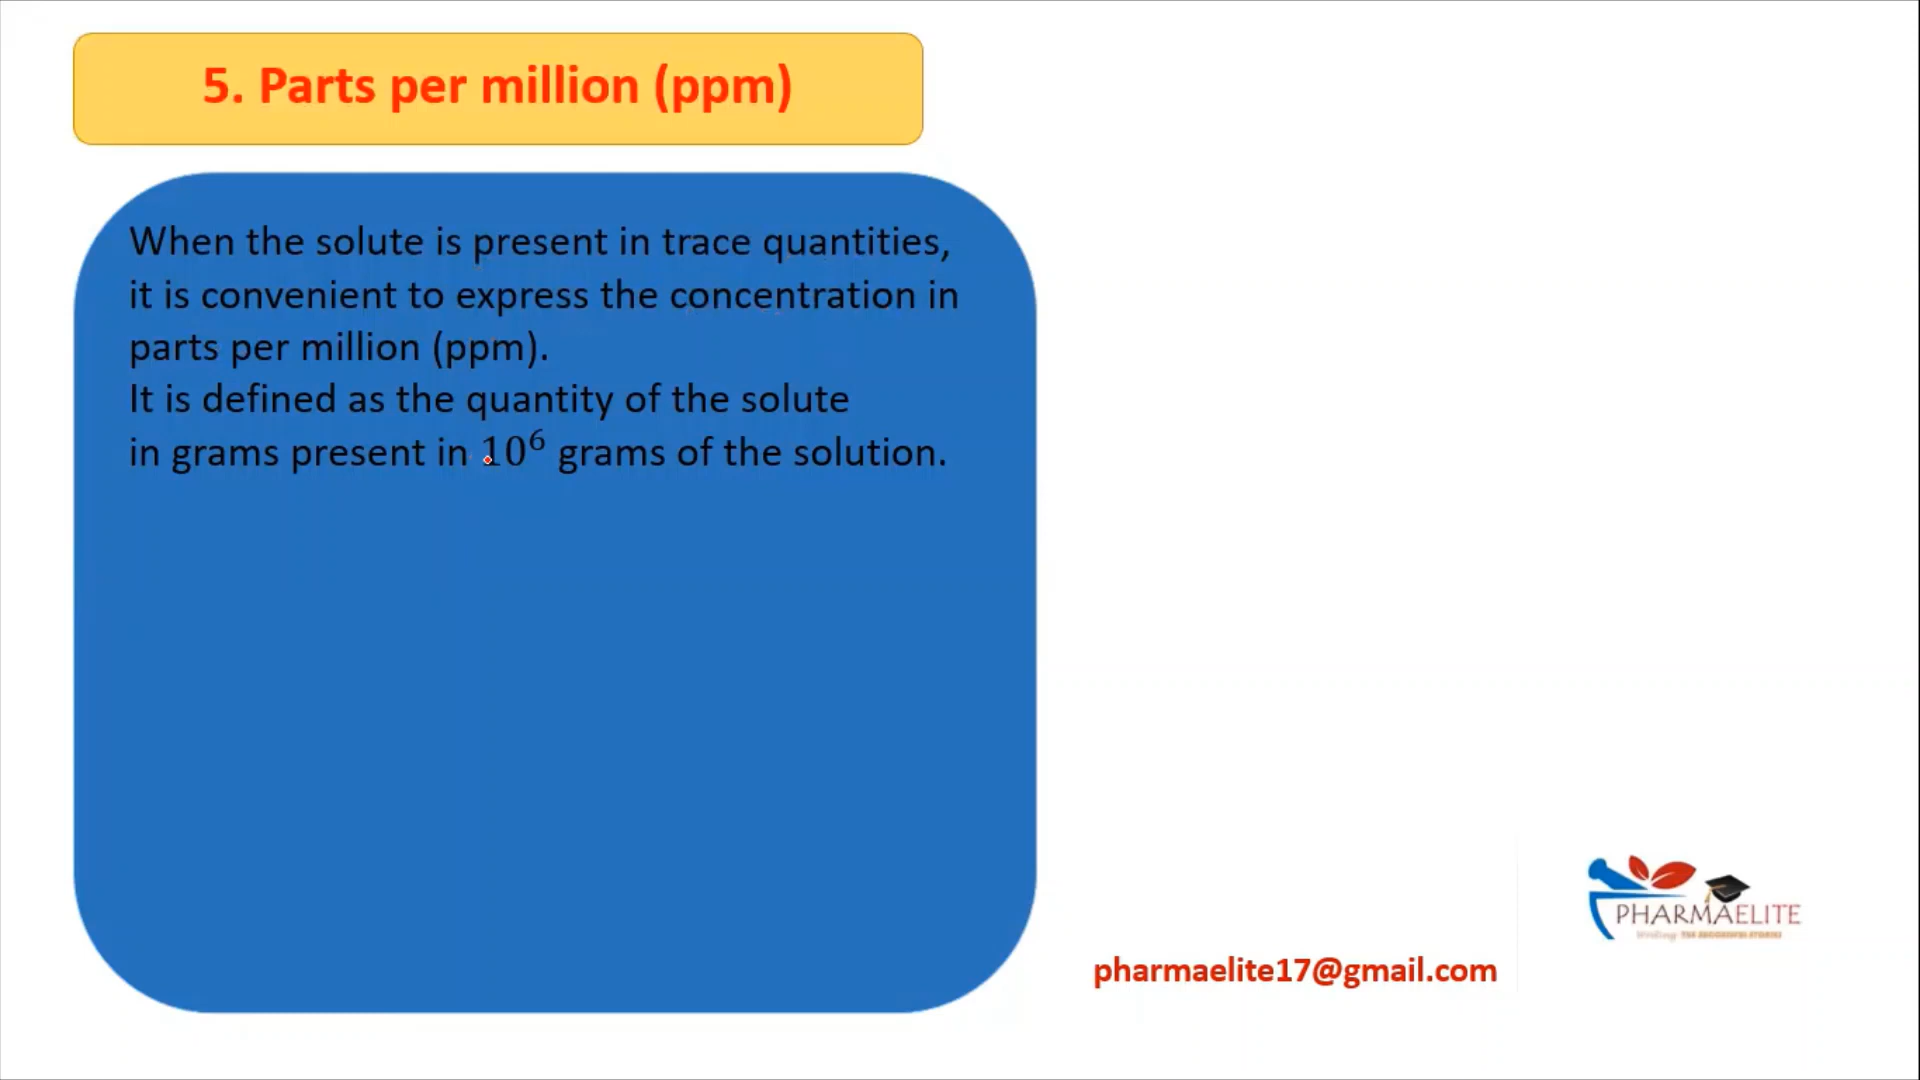 5. Parts per million (ppm)
When the solute is present in trace quantities,
it is convenient to express the concentration in
parts per million (ppm).
It is defined as the quantity of the solute
in grams present in 10⁶ grams of the solution.
PHARMAELITE
pharmaelite17@gmail.com